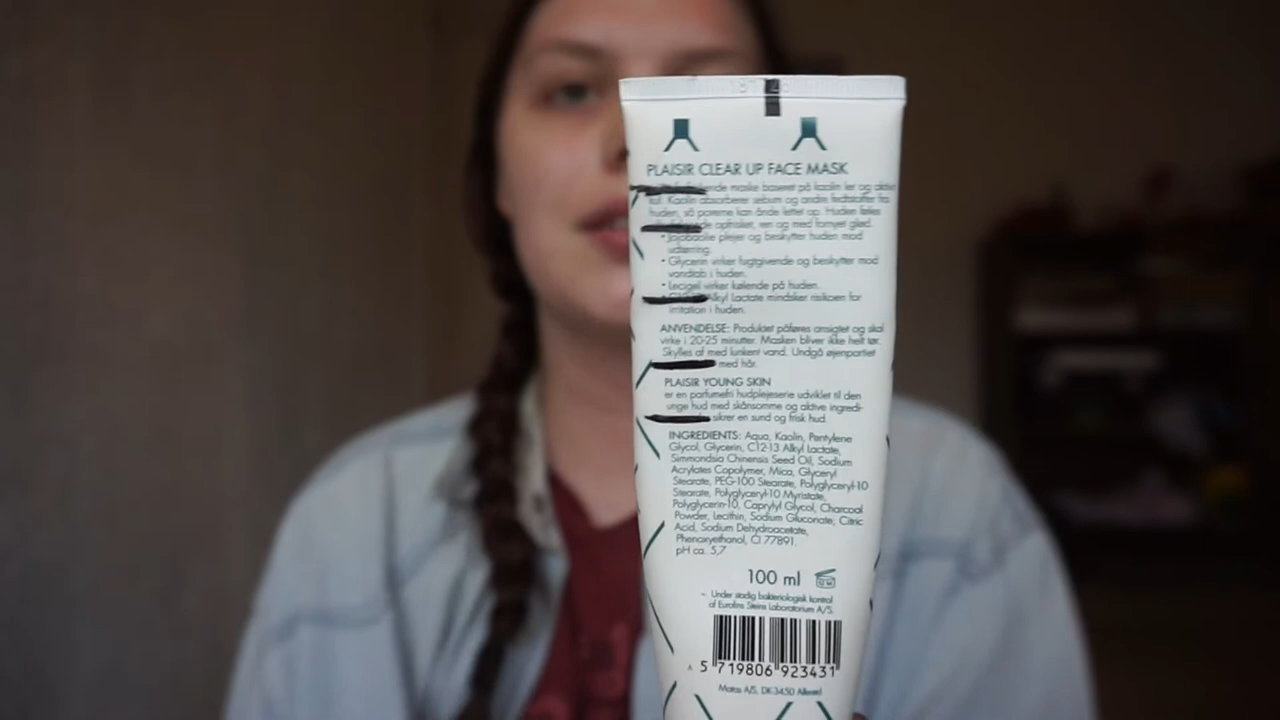 PLAISIR CLEAR UP FACE MASK
maske baseret på kaolin ler og aktiv
kul. Kaolin absorberer sebum og andre fedtstoffer fra
huden, så porerne kan ånde lettet op. Huden føles
opfrisket, ren og med fornyet glød.
• Jojobaolie plejer og beskytter huden mod
udtørring.
• Glycerin virker fugtgivende og beskytter mod
vandtab i huden.
• Lecigel virker kølende på huden.
Alkyl Lactate mindsker risikoen for
irritation i huden.
ANVENDELSE: Produktet påføres ansigtet og skal
virke i 20-25 minutter. Masken bliver ikke helt tør.
Skylles af med lunkent vand. Undgå øjenpartiet
med hår.
PLAISIR YOUNG SKIN
er en parfumefri hudplejeserie udviklet til den
unge hud med skånsomme og aktive ingredi-
sikrer en sund og frisk hud.
INGREDIENTS: Aqua, Kaolin, Pentylene
Glycol, Glycerin, C12-13 Alkyl Lactate,
Simmondsia Chinensis Seed Oil, Sodium
Acrylates Copolymer, Mica, Glyceryl
Stearate, PEG-100 Stearate, Polyglyceryl-10
Stearate, Polyglyceryl-10 Myristate,
Polyglycerin-10, Caprylyl Glycol, Charcoal
Powder, Lecithin, Sodium Gluconate, Citric
Acid, Sodium Dehydroacetate,
Phenoxyethanol, CI 77891.
pH ca. 5,7
100 ml
Under stadig bakteriologisk kontrol
af Eurofins Steins Laboratorium A/S.
5 719806 923431
Matas A/S, DK-3450 Allerød